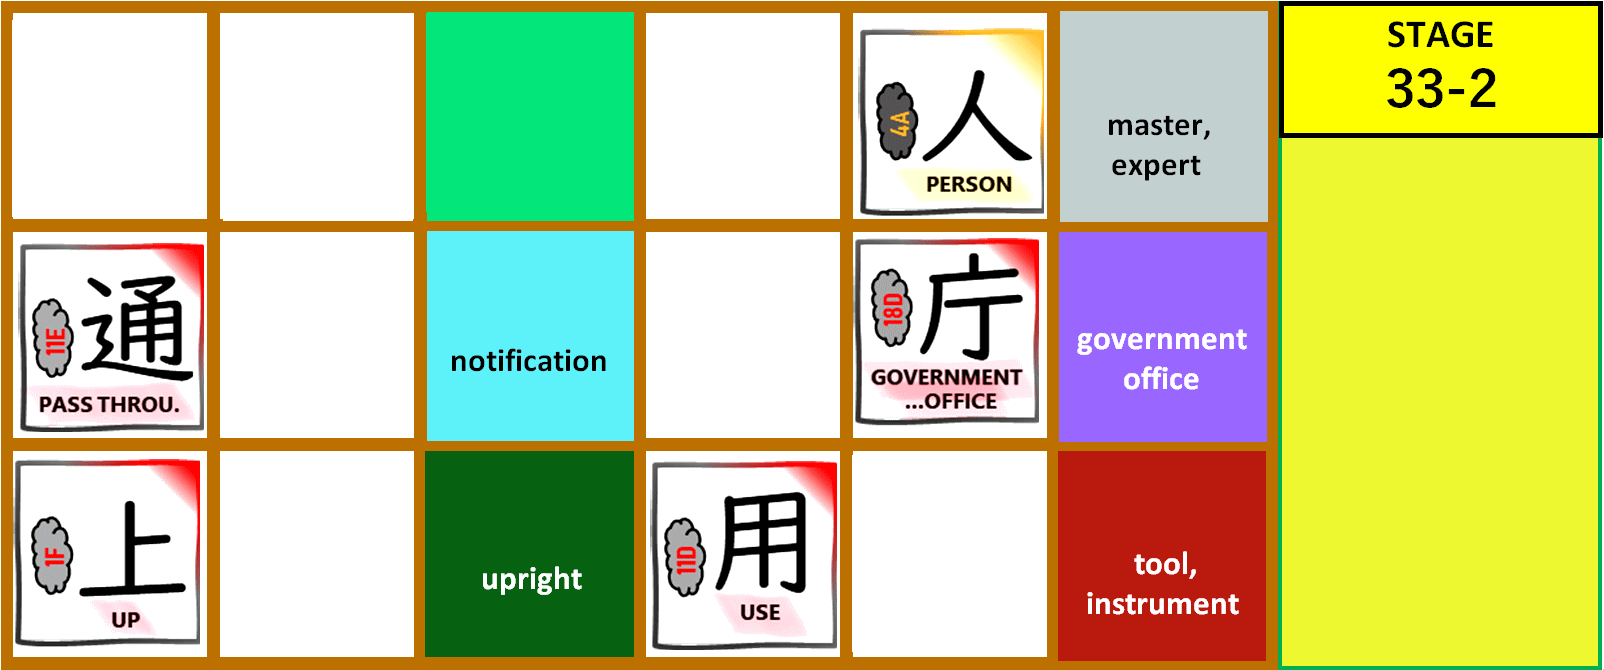 人
4A
PERSON
master,
expert
STAGE
33-2
通
11E
PASS THROU.
notification
庁
18D
GOVERNMENT
...OFFICE
government
office
上
1F
UP
upright
用
11D
USE
tool,
instrument